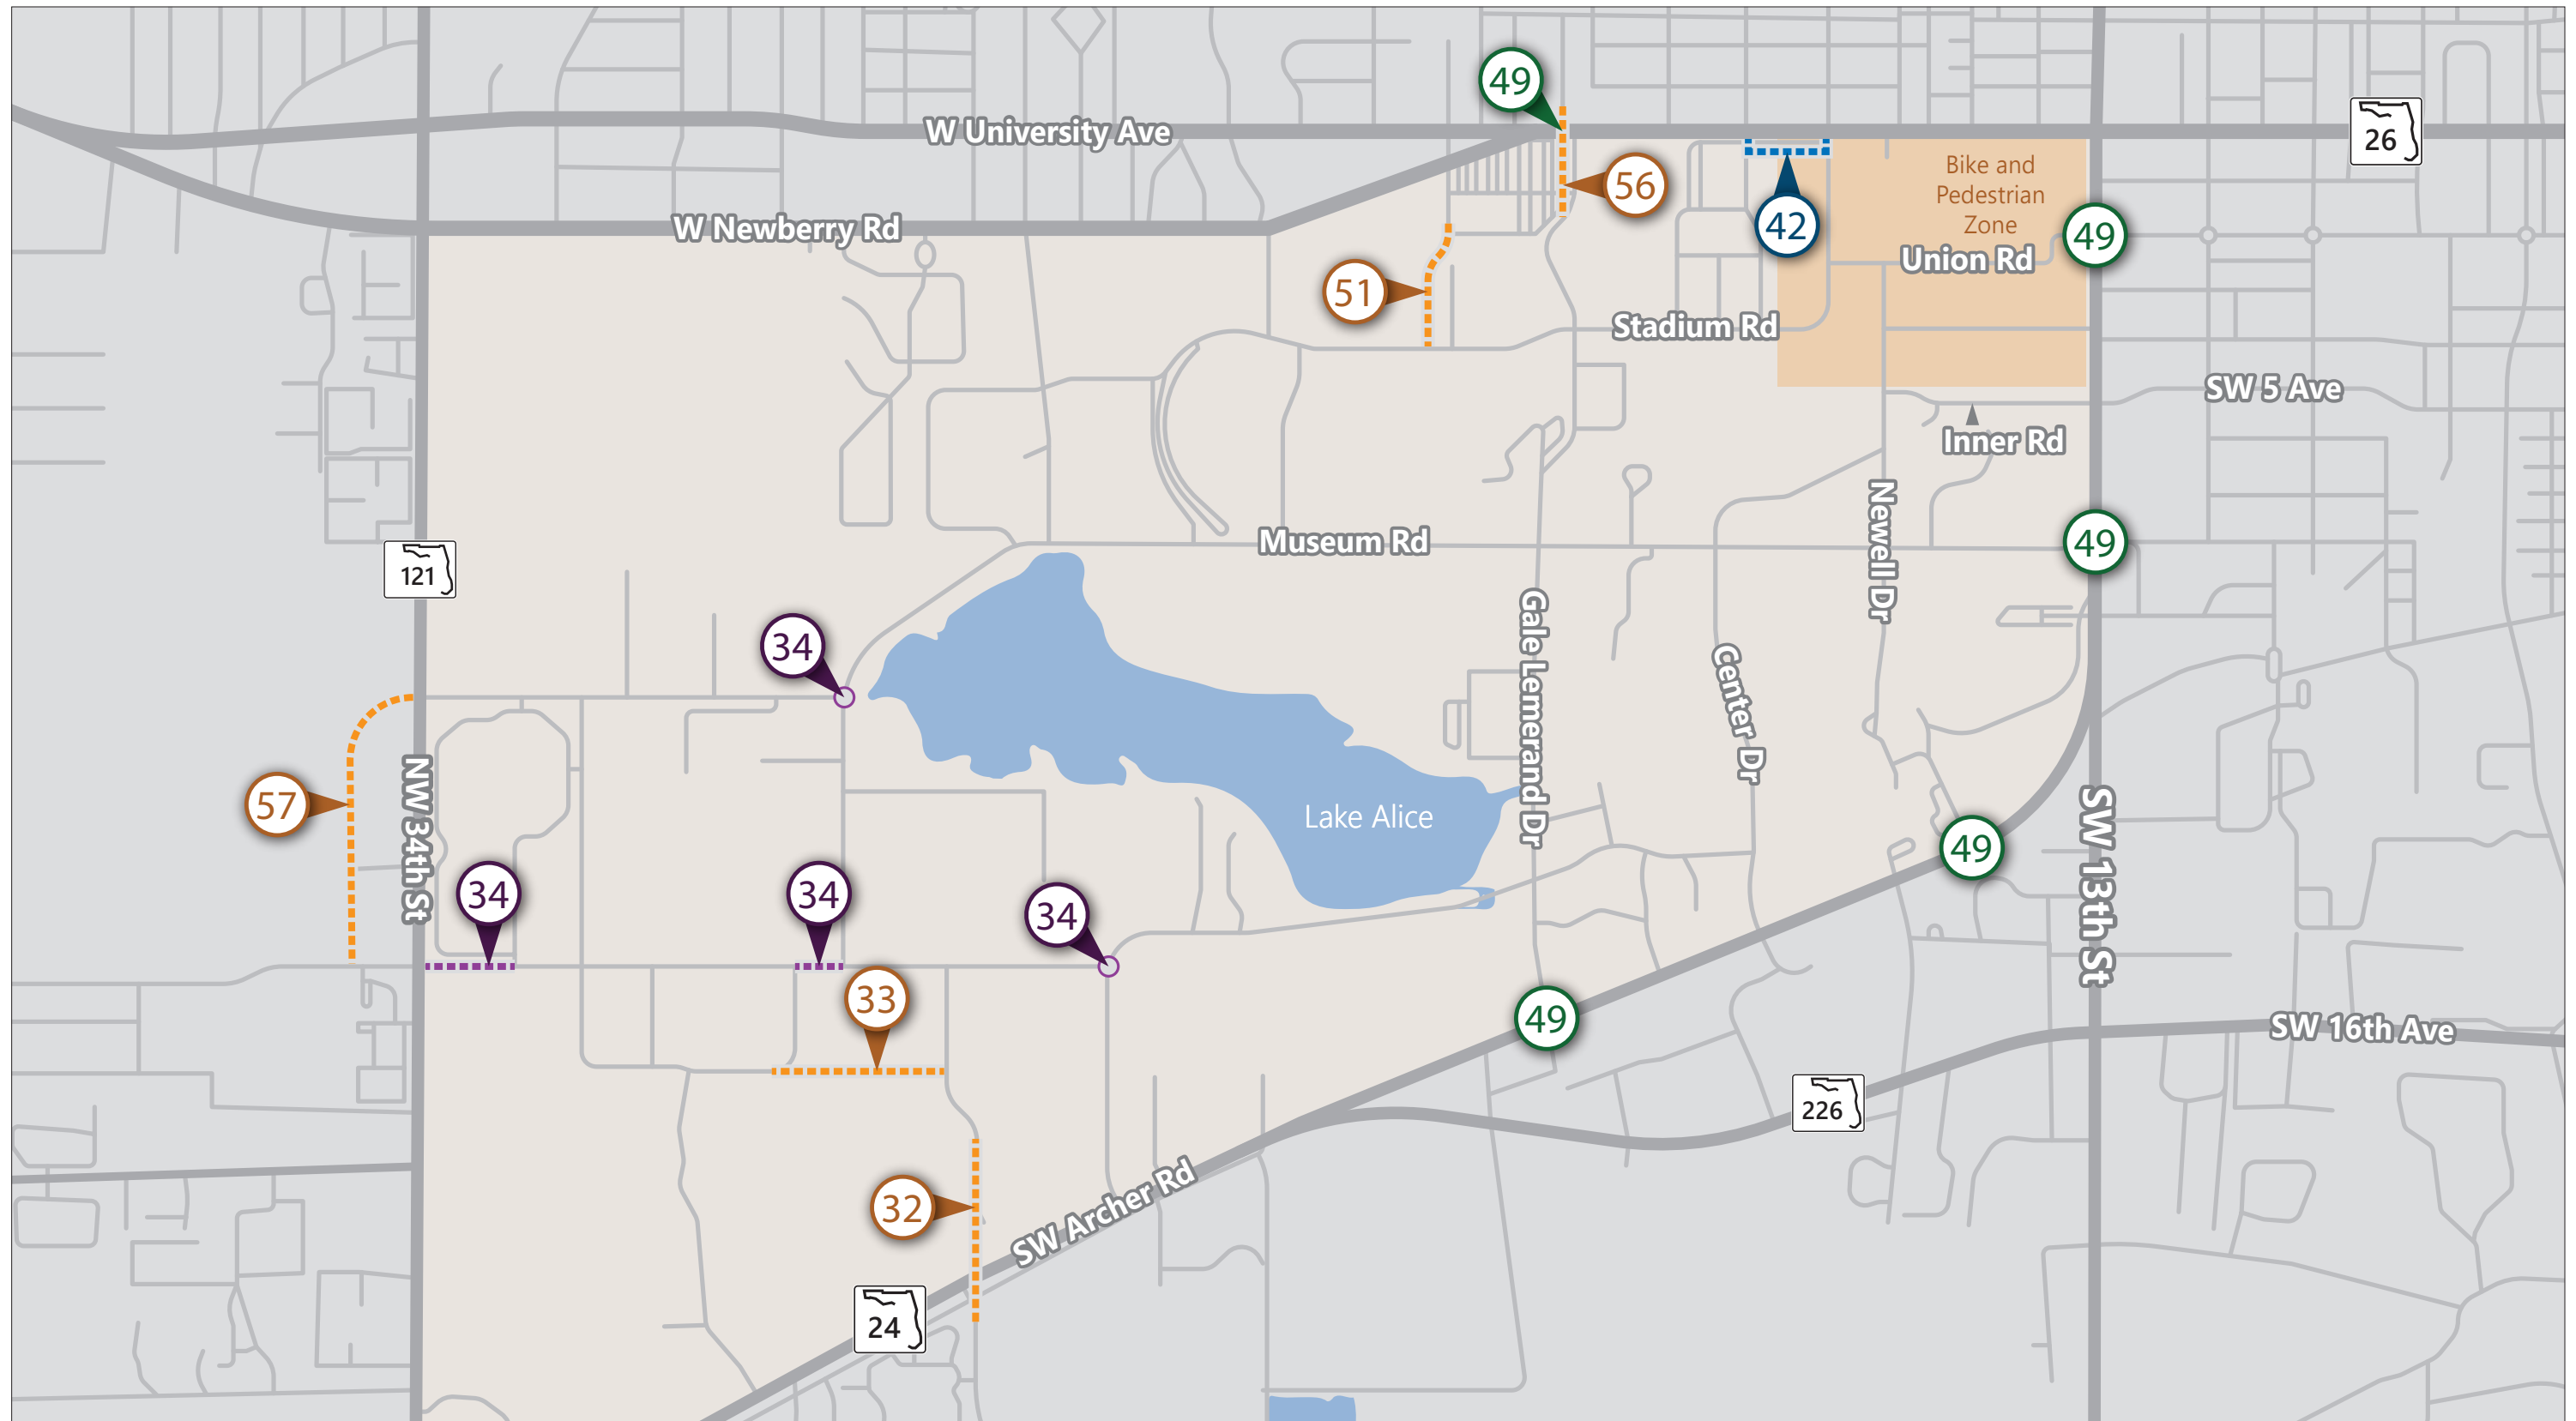 49
W University Ave
26
Bike and
Pedestrian
Zone
56
42
W Newberry Rd
49
Union Rd
51
Stadium Rd
SW 5 Ave
Inner Rd
Museum Rd
49
121
Newell Dr
34
Gale Lemerand Dr
Center Dr
57
NW 34th St
Lake Alice
49
SW 13th St
34
34
34
33
49
SW 16th Ave
226
32
SW Archer Rd
24